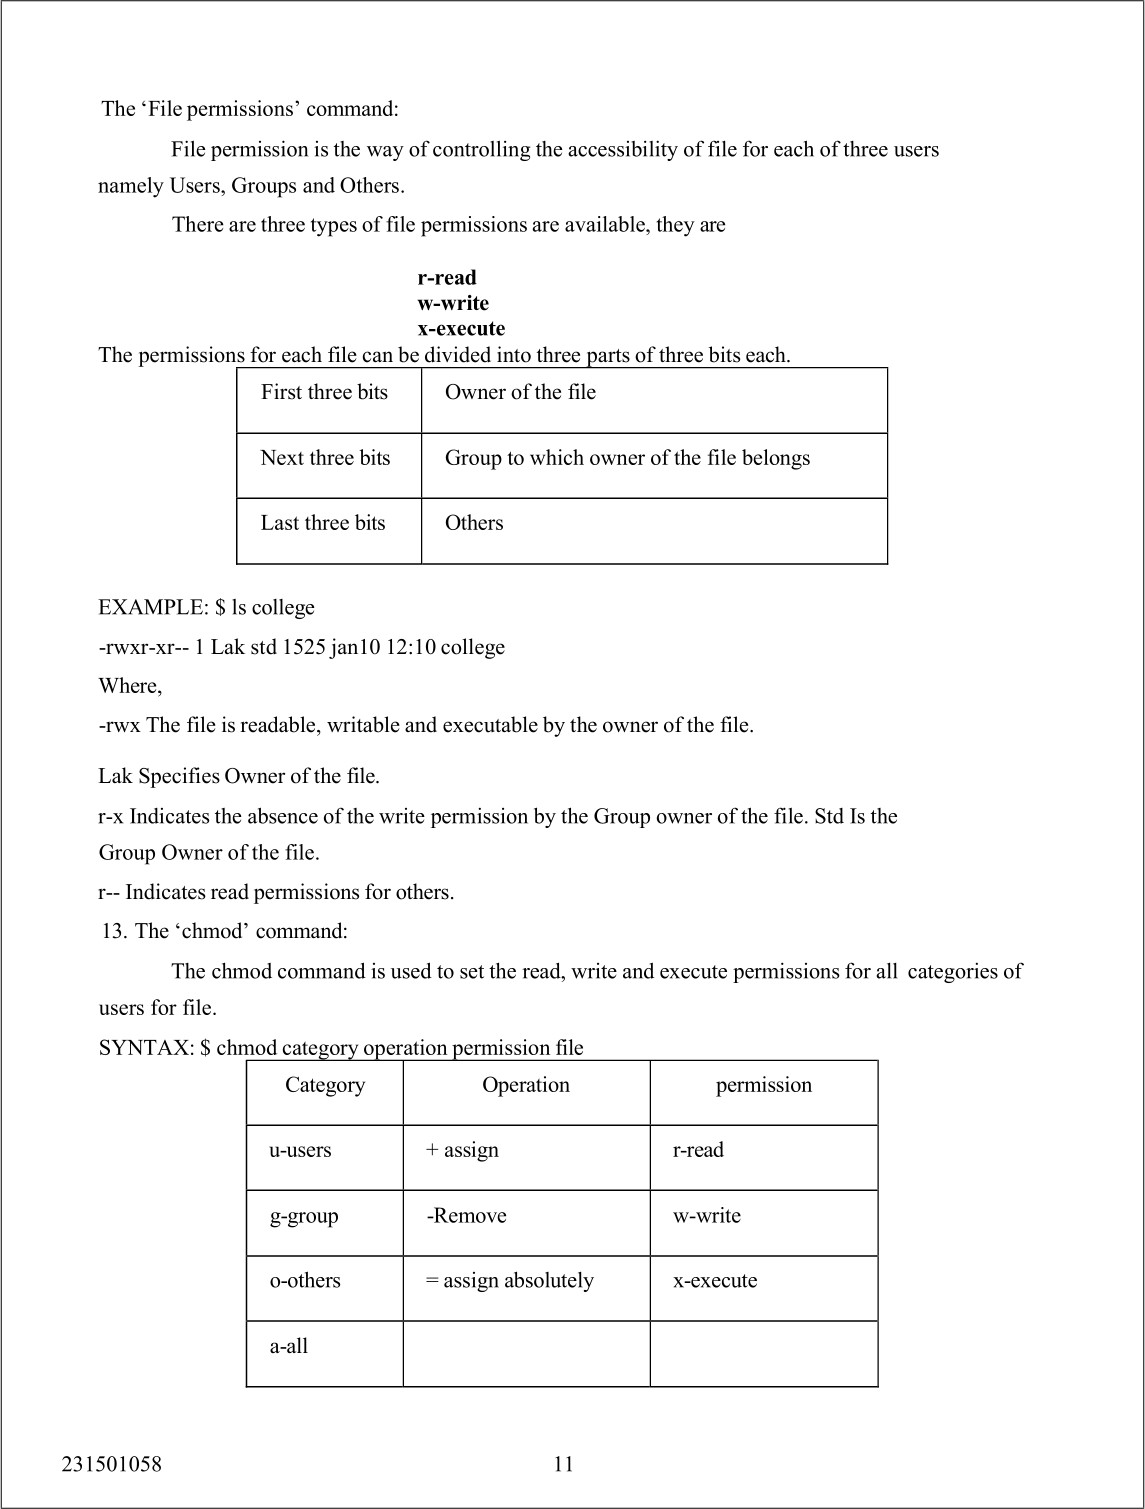 The ‘File permissions’ command:
File permission is the way of controlling the accessibility of file for each of three users
namely Users, Groups and Others.
There are three types of file permissions are available, they are
r-read
w-write
x-execute
The permissions for each file can be divided into three parts of three bits each.
First three bits Owner of the file
Next three bits Group to which owner of the file belongs
Last three bits Others
EXAMPLE: $ ls college
-rwxr-xr-- 1 Lak std 1525 jan10 12:10 college
Where,
-rwx The file is readable, writable and executable by the owner of the file.
Lak Specifies Owner of the file.
r-x Indicates the absence of the write permission by the Group owner of the file. Std Is the
Group Owner of the file.
r-- Indicates read permissions for others.
13. The ‘chmod’ command:
The chmod command is used to set the read, write and execute permissions for all categories of
users for file.
SYNTAX: $ chmod category operation permission file
Category Operation permission
u-users + assign r-read
g-group -Remove w-write
o-others = assign absolutely x-execute
a-all
231501058 11